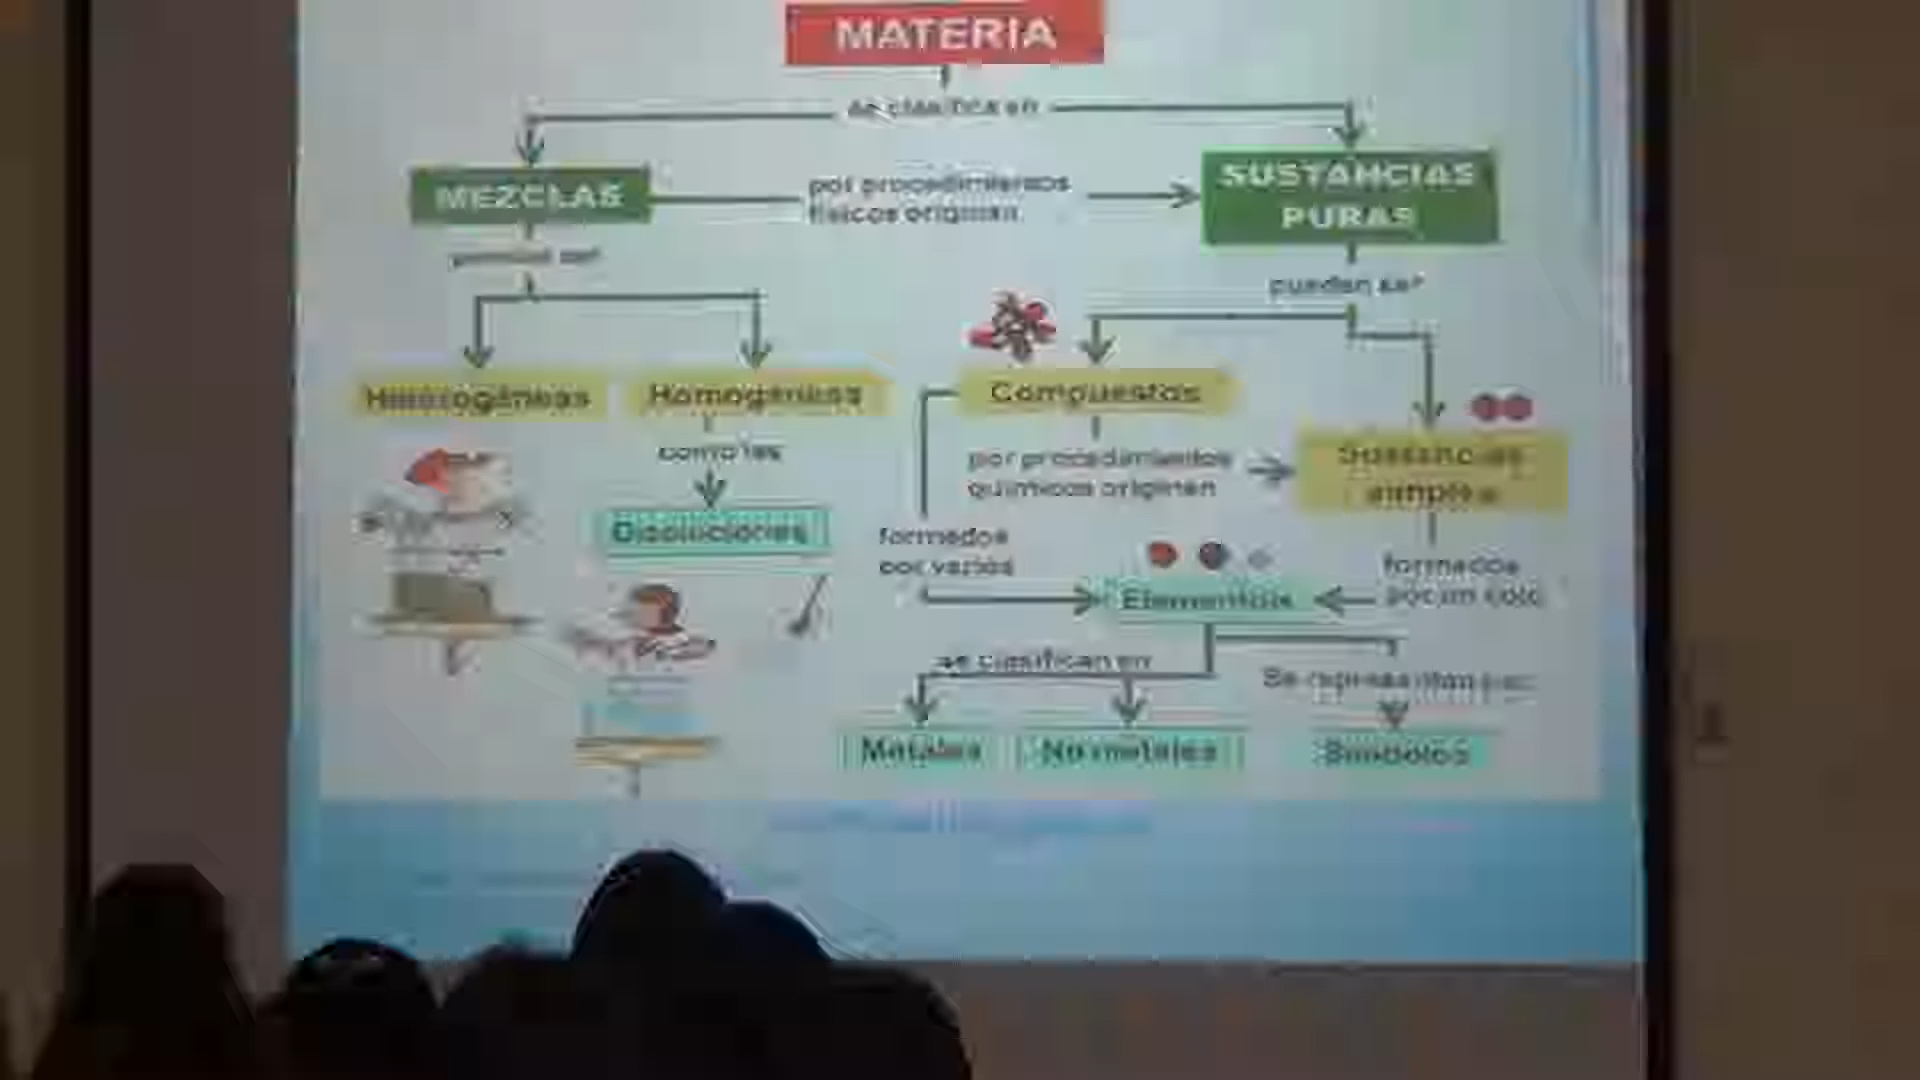 MATERIA
se clasifica en
MEZCLAS
por procedimientos
físicos originan
SUSTANCIAS
PURAS
pueden ser
pueden ser
Heterogéneas
Homogéneas
Compuestos
como las
por procedimientos
químicos originan
Sustancias
simples
Disoluciones
formados
por varios
formados
por un solo
Elementos
se clasifican en
Se representan por
Metales
No metales
Símbolos